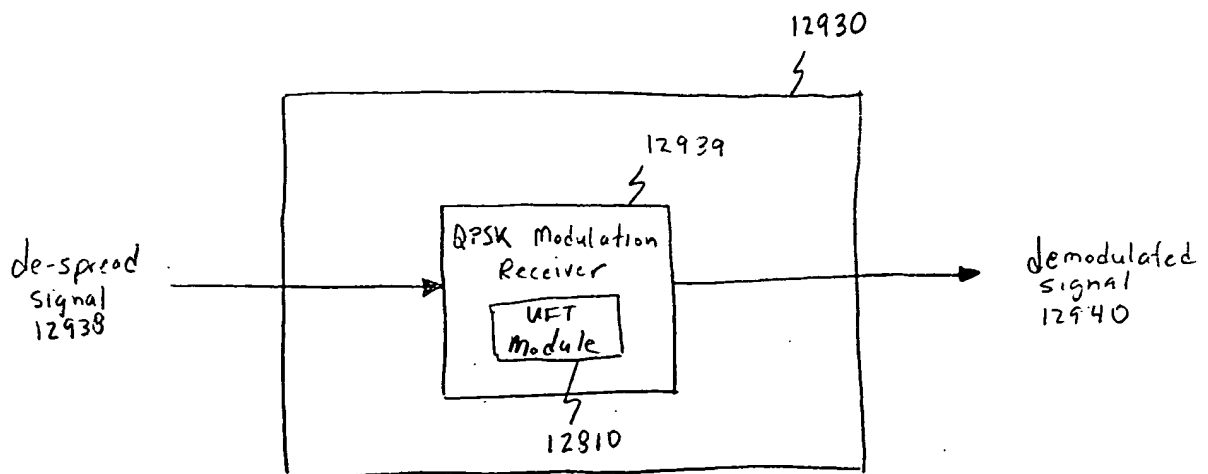 12930
12939
QPSK Modulation
Receiver
UFT
Module
12810
de-spread
signal
12938
demodulated
signal
12940